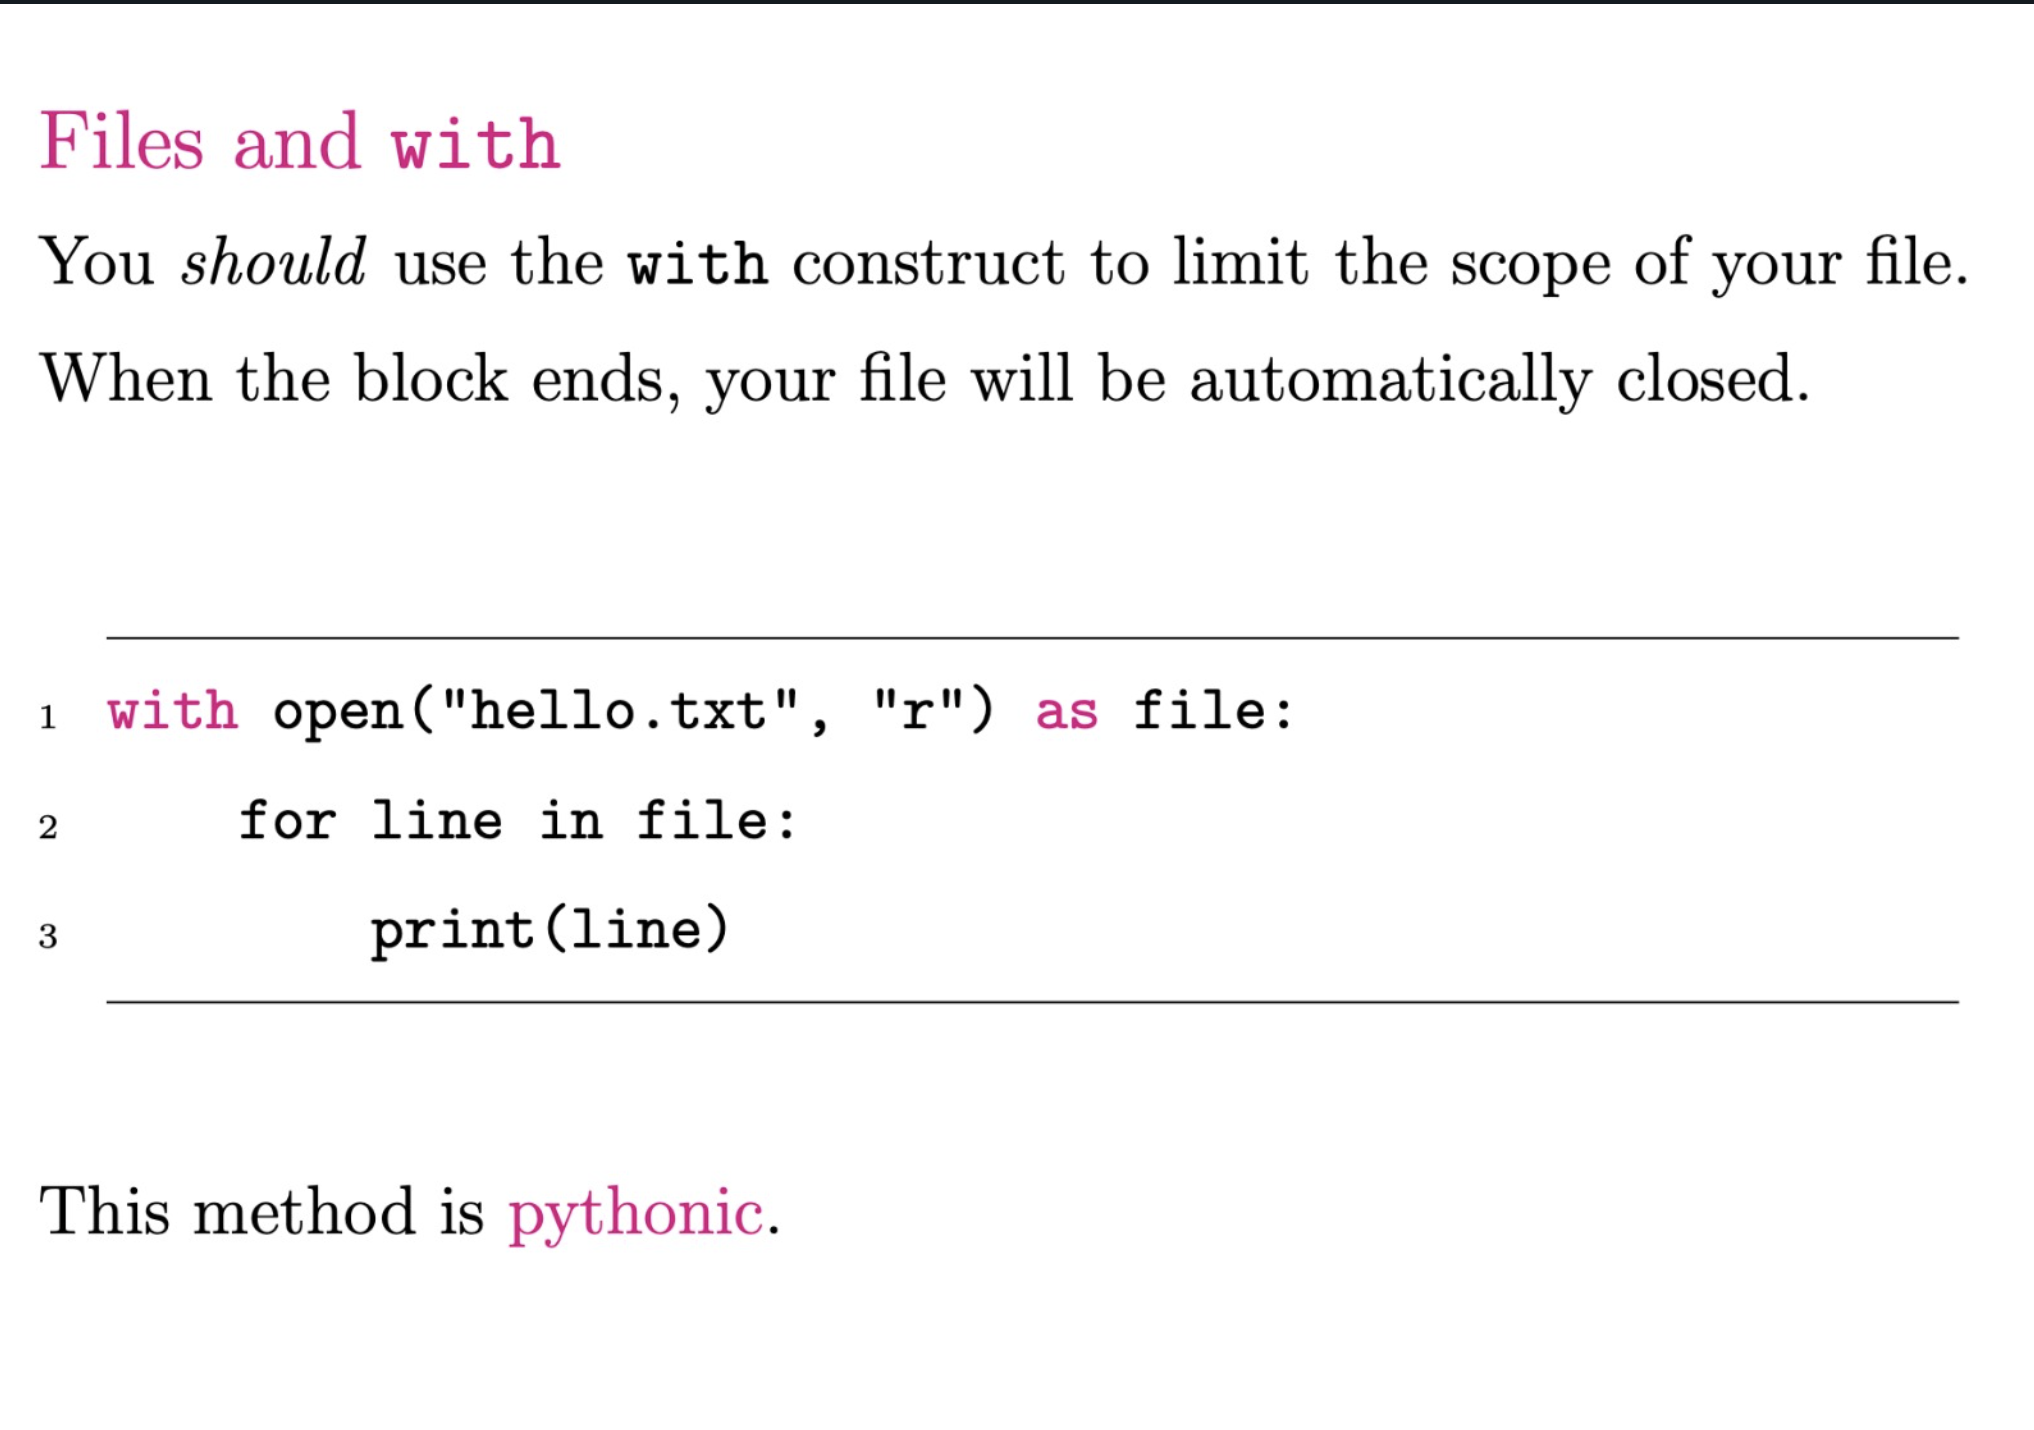 Files and with
You should use the with construct to limit the scope of your file.
When the block ends, your file will be automatically closed.
1 with open("hello.txt", "r") as file:
2     for line in file:
3         print(line)
This method is pythonic.